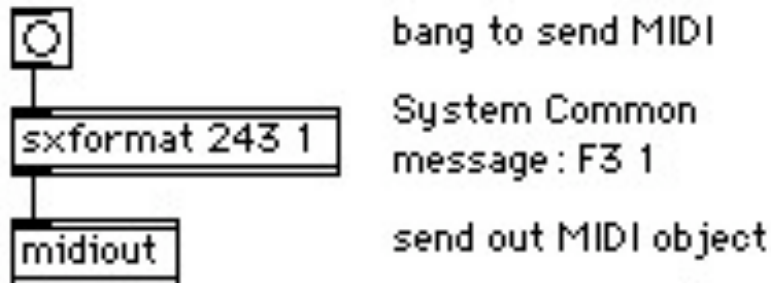 bang to send MIDI
sxformat 243 1
System Common
message: F3 1
midiout
send out MIDI object